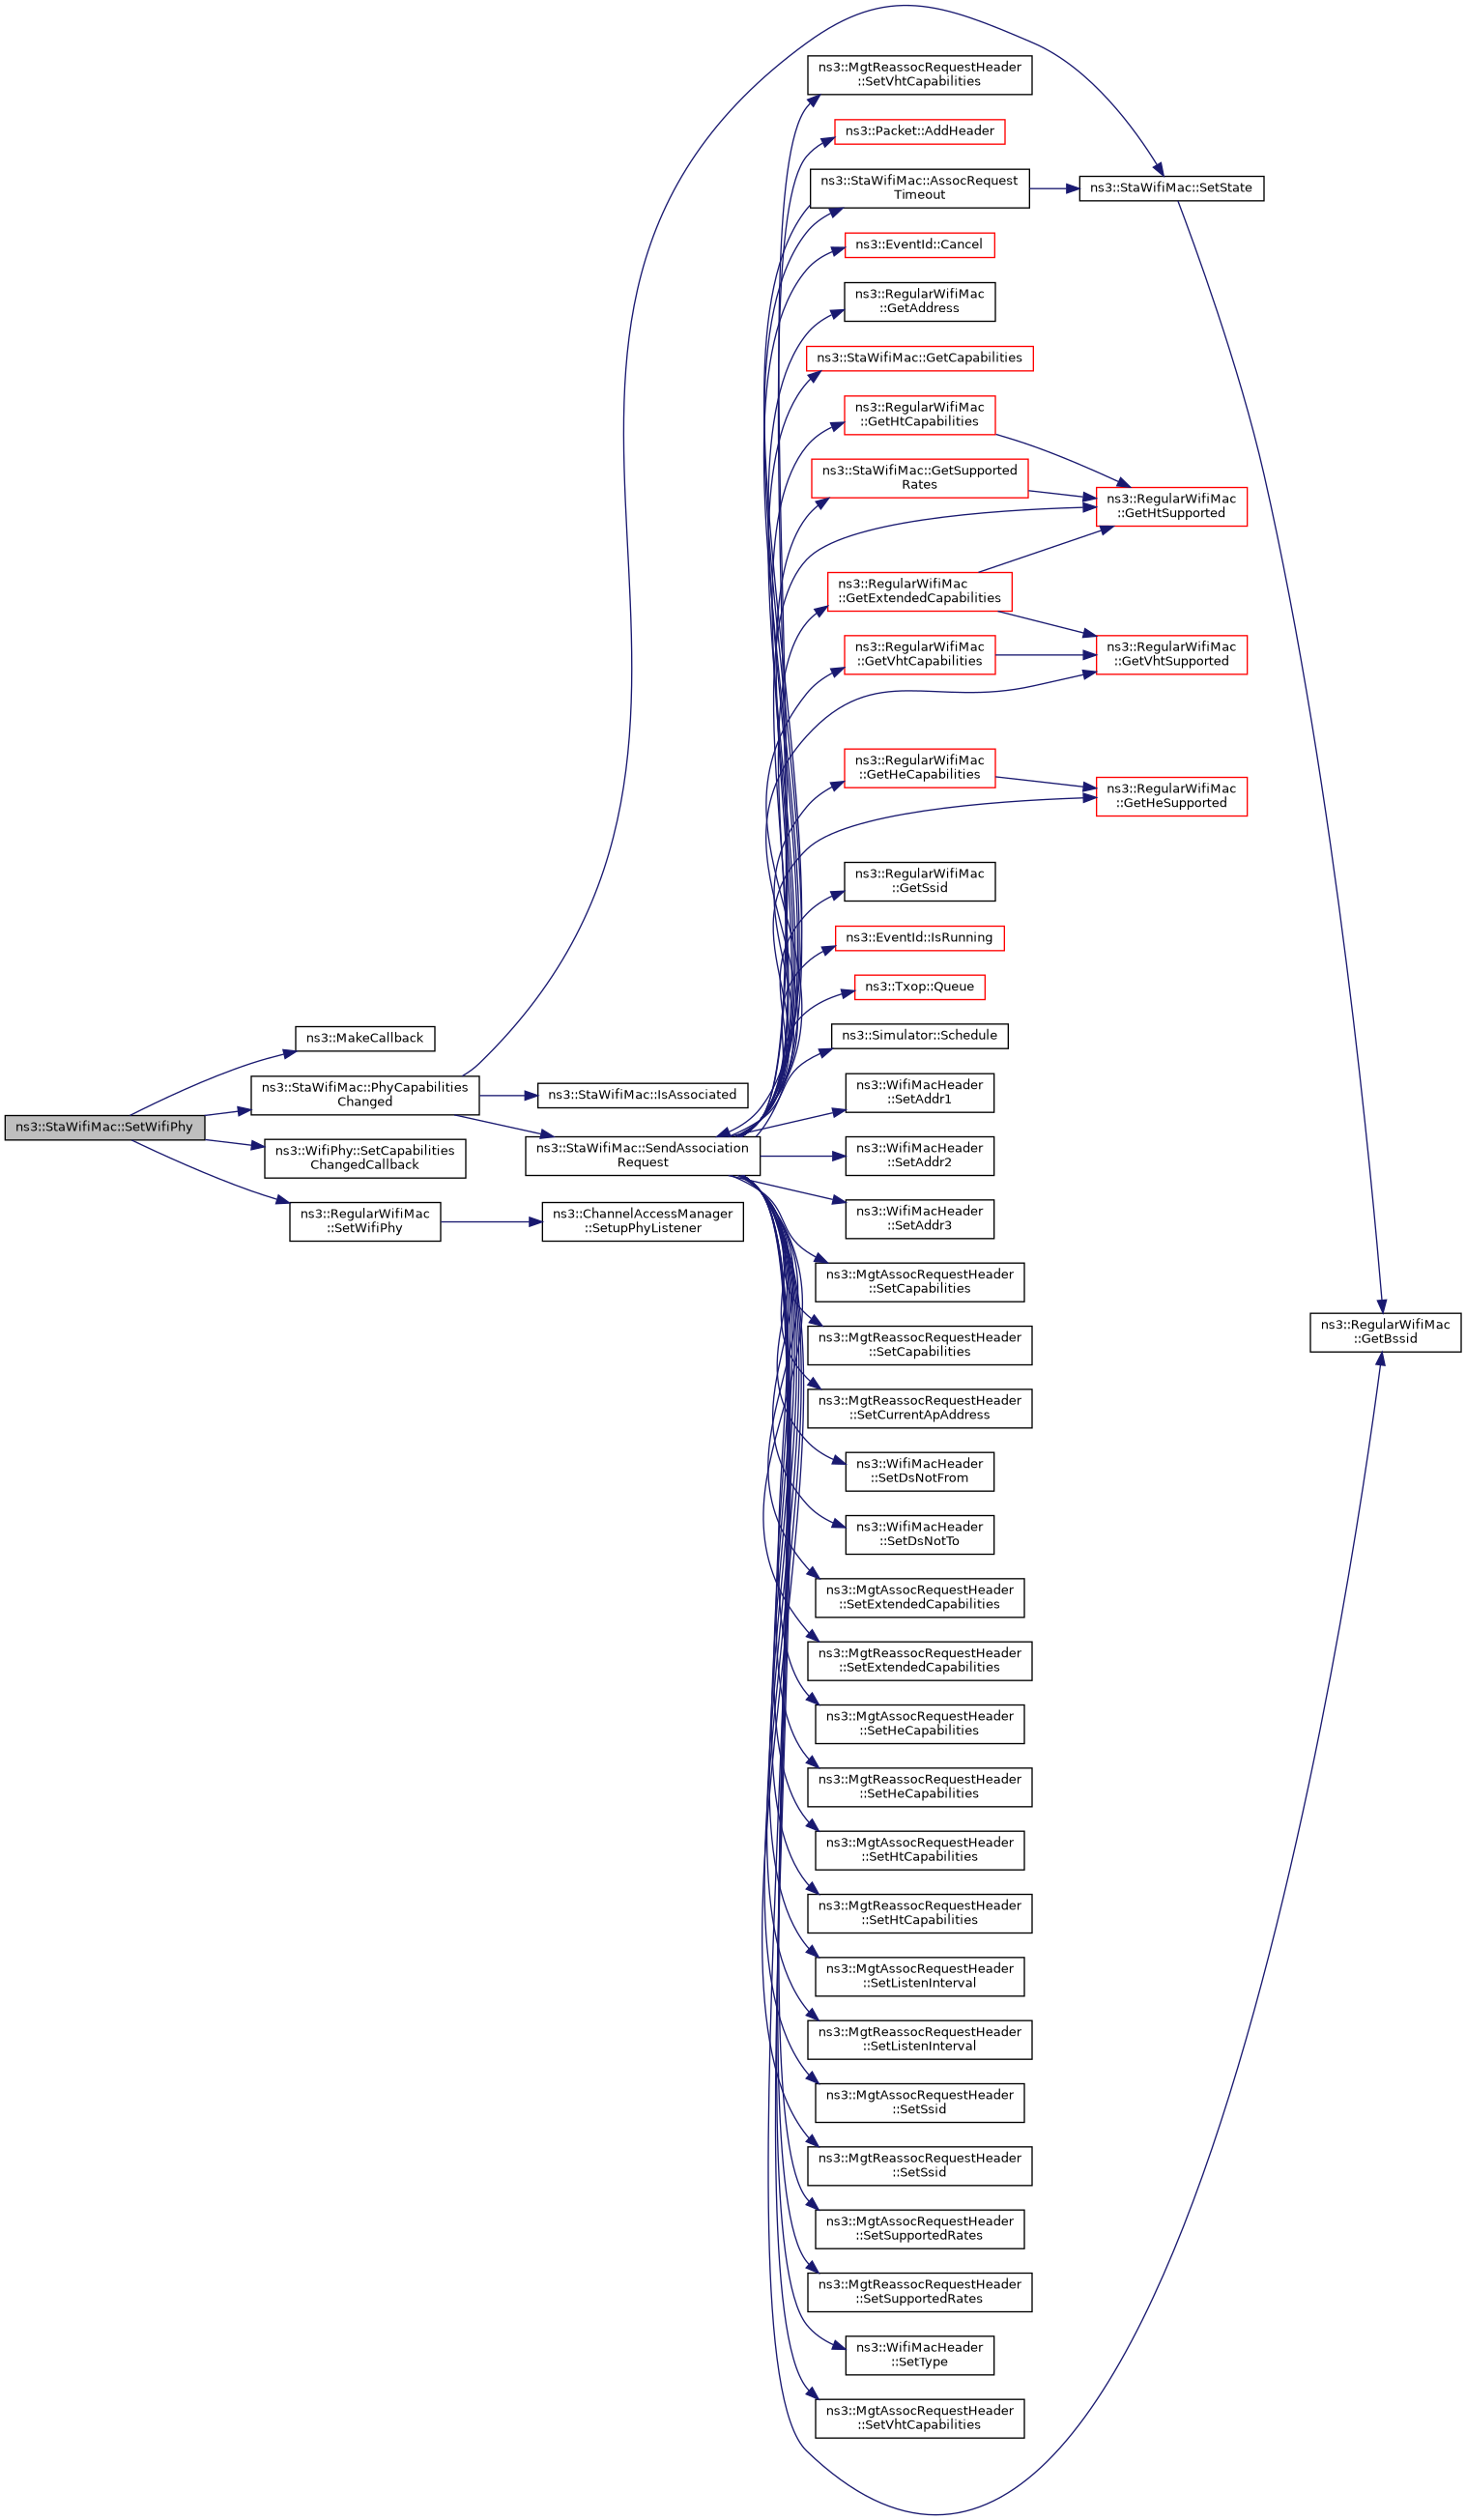 ns3::StaWifiMac::SetWifiPhy
ns3::MakeCallback
ns3::StaWifiMac::PhyCapabilities
Changed
ns3::WifiPhy::SetCapabilities
ChangedCallback
ns3::RegularWifiMac
::SetWifiPhy
ns3::StaWifiMac::IsAssociated
ns3::StaWifiMac::SendAssociation
Request
ns3::ChannelAccessManager
::SetupPhyListener
ns3::MgtReassocRequestHeader
::SetVhtCapabilities
ns3::Packet::AddHeader
ns3::StaWifiMac::AssocRequest
Timeout
ns3::EventId::Cancel
ns3::RegularWifiMac
::GetAddress
ns3::StaWifiMac::GetCapabilities
ns3::RegularWifiMac
::GetHtCapabilities
ns3::StaWifiMac::GetSupported
Rates
ns3::RegularWifiMac
::GetExtendedCapabilities
ns3::RegularWifiMac
::GetVhtCapabilities
ns3::RegularWifiMac
::GetHeCapabilities
ns3::RegularWifiMac
::GetSsid
ns3::EventId::IsRunning
ns3::Txop::Queue
ns3::Simulator::Schedule
ns3::WifiMacHeader
::SetAddr1
ns3::WifiMacHeader
::SetAddr2
ns3::WifiMacHeader
::SetAddr3
ns3::MgtAssocRequestHeader
::SetCapabilities
ns3::MgtReassocRequestHeader
::SetCapabilities
ns3::MgtReassocRequestHeader
::SetCurrentApAddress
ns3::WifiMacHeader
::SetDsNotFrom
ns3::WifiMacHeader
::SetDsNotTo
ns3::MgtAssocRequestHeader
::SetExtendedCapabilities
ns3::MgtReassocRequestHeader
::SetExtendedCapabilities
ns3::MgtAssocRequestHeader
::SetHeCapabilities
ns3::MgtReassocRequestHeader
::SetHeCapabilities
ns3::MgtAssocRequestHeader
::SetHtCapabilities
ns3::MgtReassocRequestHeader
::SetHtCapabilities
ns3::MgtAssocRequestHeader
::SetListenInterval
ns3::MgtReassocRequestHeader
::SetListenInterval
ns3::MgtAssocRequestHeader
::SetSsid
ns3::MgtReassocRequestHeader
::SetSsid
ns3::MgtAssocRequestHeader
::SetSupportedRates
ns3::MgtReassocRequestHeader
::SetSupportedRates
ns3::WifiMacHeader
::SetType
ns3::MgtAssocRequestHeader
::SetVhtCapabilities
ns3::StaWifiMac::SetState
ns3::RegularWifiMac
::GetHtSupported
ns3::RegularWifiMac
::GetVhtSupported
ns3::RegularWifiMac
::GetHeSupported
ns3::RegularWifiMac
::GetBssid